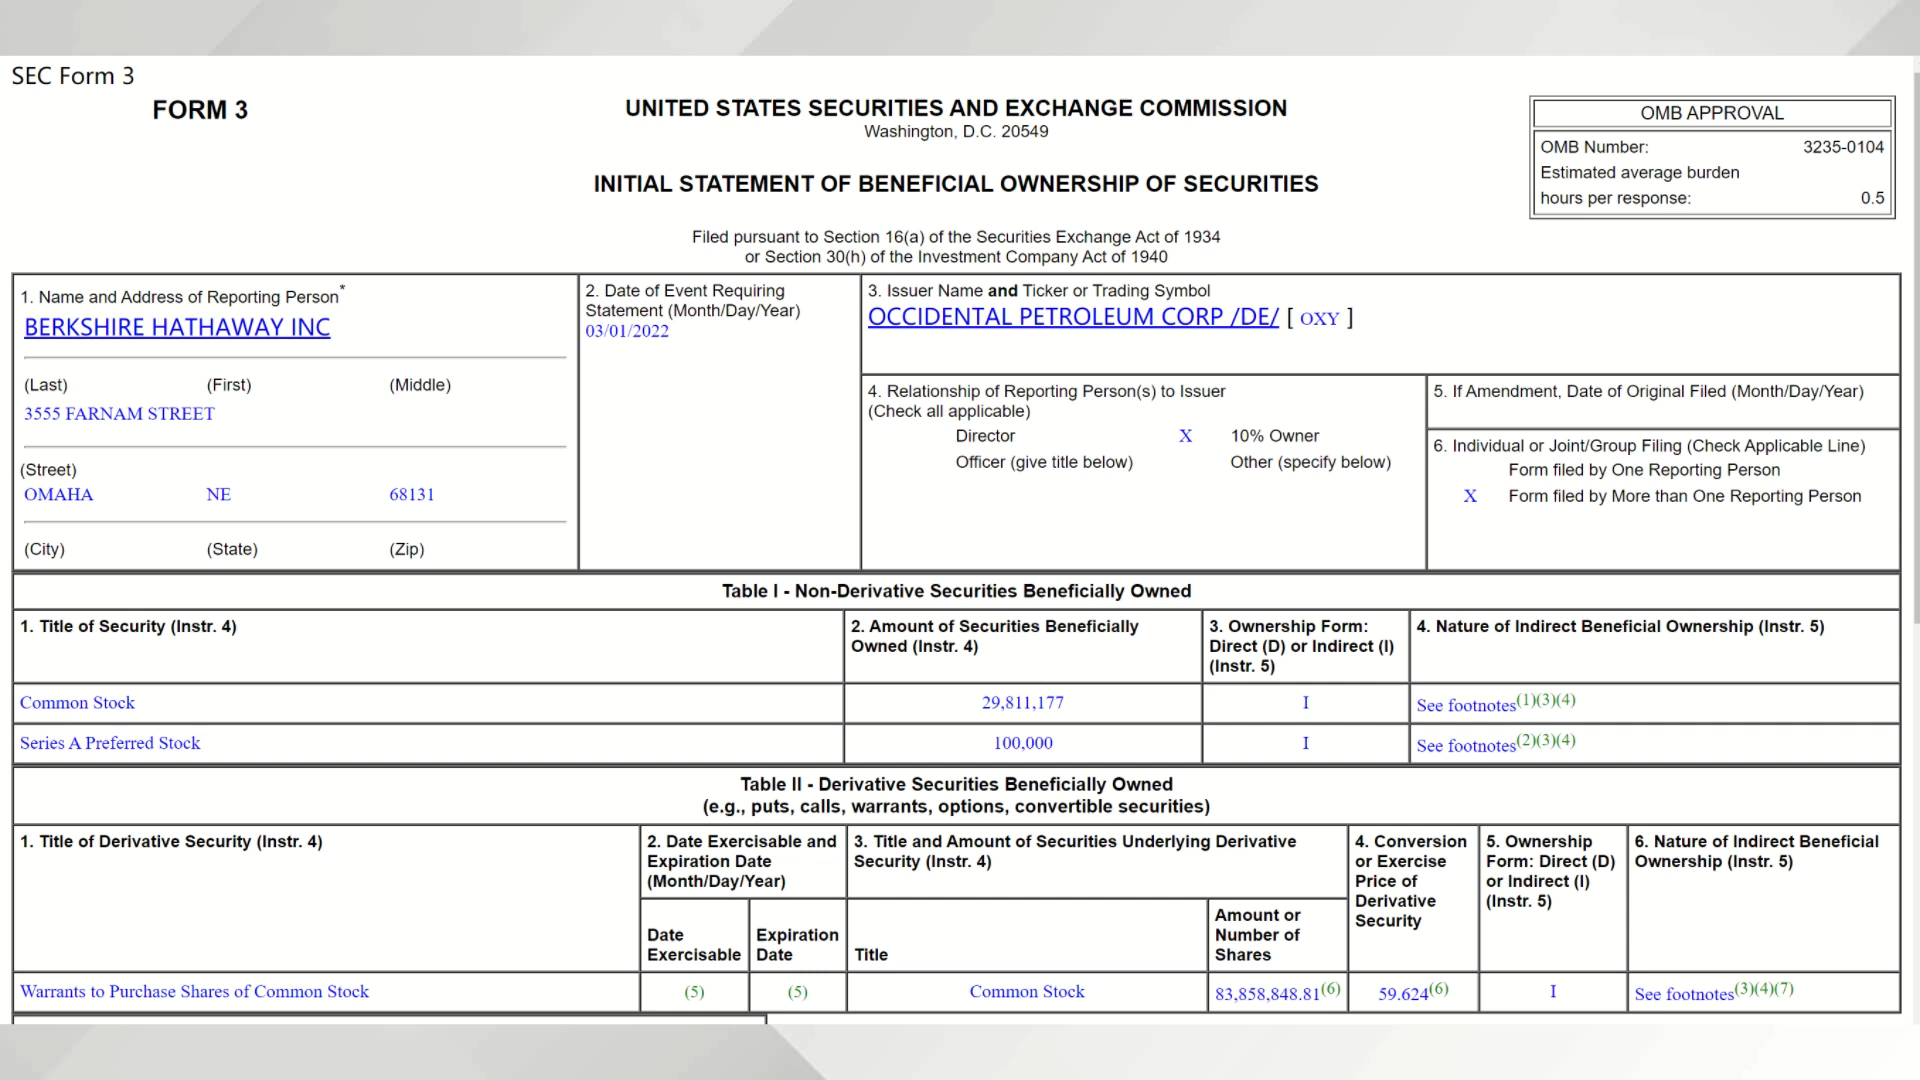 SEC Form 3
FORM 3
UNITED STATES SECURITIES AND EXCHANGE COMMISSION
Washington, D.C. 20549
INITIAL STATEMENT OF BENEFICIAL OWNERSHIP OF SECURITIES
Filed pursuant to Section 16(a) of the Securities Exchange Act of 1934
or Section 30(h) of the Investment Company Act of 1940
OMB APPROVAL
OMB Number: 3235-0104
Estimated average burden
hours per response: 0.5
1. Name and Address of Reporting Person*
BERKSHIRE HATHAWAY INC
(Last) (First) (Middle)
3555 FARNAM STREET
(Street)
OMAHA NE 68131
(City) (State) (Zip)
2. Date of Event Requiring
Statement (Month/Day/Year)
03/01/2022
3. Issuer Name and Ticker or Trading Symbol
OCCIDENTAL PETROLEUM CORP /DE/ [ OXY ]
4. Relationship of Reporting Person(s) to Issuer
(Check all applicable)
Director X 10% Owner
Officer (give title below) Other (specify below)
5. If Amendment, Date of Original Filed (Month/Day/Year)
6. Individual or Joint/Group Filing (Check Applicable Line)
Form filed by One Reporting Person
X Form filed by More than One Reporting Person
Table I - Non-Derivative Securities Beneficially Owned
1. Title of Security (Instr. 4)
2. Amount of Securities Beneficially
Owned (Instr. 4)
3. Ownership Form:
Direct (D) or Indirect (I)
(Instr. 5)
4. Nature of Indirect Beneficial Ownership (Instr. 5)
Common Stock 29,811,177 I See footnotes(1)(3)(4)
Series A Preferred Stock 100,000 I See footnotes(2)(3)(4)
Table II - Derivative Securities Beneficially Owned
(e.g., puts, calls, warrants, options, convertible securities)
1. Title of Derivative Security (Instr. 4)
2. Date Exercisable and
Expiration Date
(Month/Day/Year)
3. Title and Amount of Securities Underlying Derivative
Security (Instr. 4)
4. Conversion
or Exercise
Price of
Derivative
Security
5. Ownership
Form: Direct (D)
or Indirect (I)
(Instr. 5)
6. Nature of Indirect Beneficial
Ownership (Instr. 5)
Date
Exercisable
Expiration
Date
Title
Amount or
Number of
Shares
Warrants to Purchase Shares of Common Stock (5) (5) Common Stock 83,858,848.81(6) 59.624(6) I See footnotes(3)(4)(7)